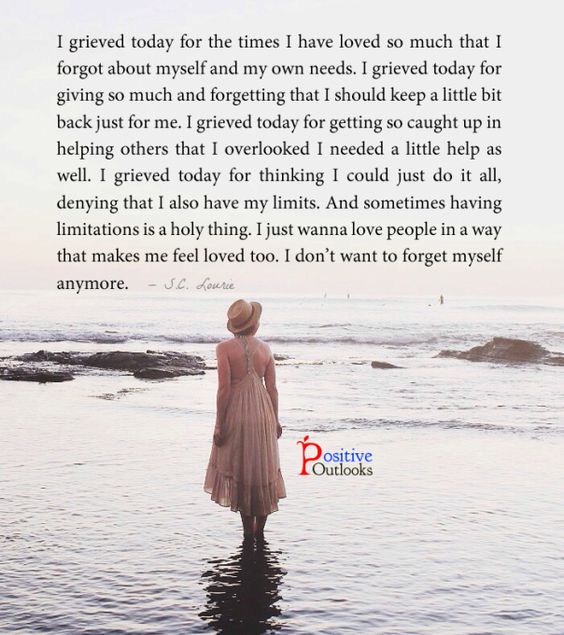 I grieved today for the times I have loved so much that I
forgot about myself and my own needs. I grieved today for
giving so much and forgetting that I should keep a little bit
back just for me. I grieved today for getting so caught up in
helping others that I overlooked I needed a little help as
well. I grieved today for thinking I could just do it all,
denying that I also have my limits. And sometimes having
limitations is a holy thing. I just wanna love people in a way
that makes me feel loved too. I don't want to forget myself
anymore. – S.C. Lourie
Positive
Outlooks